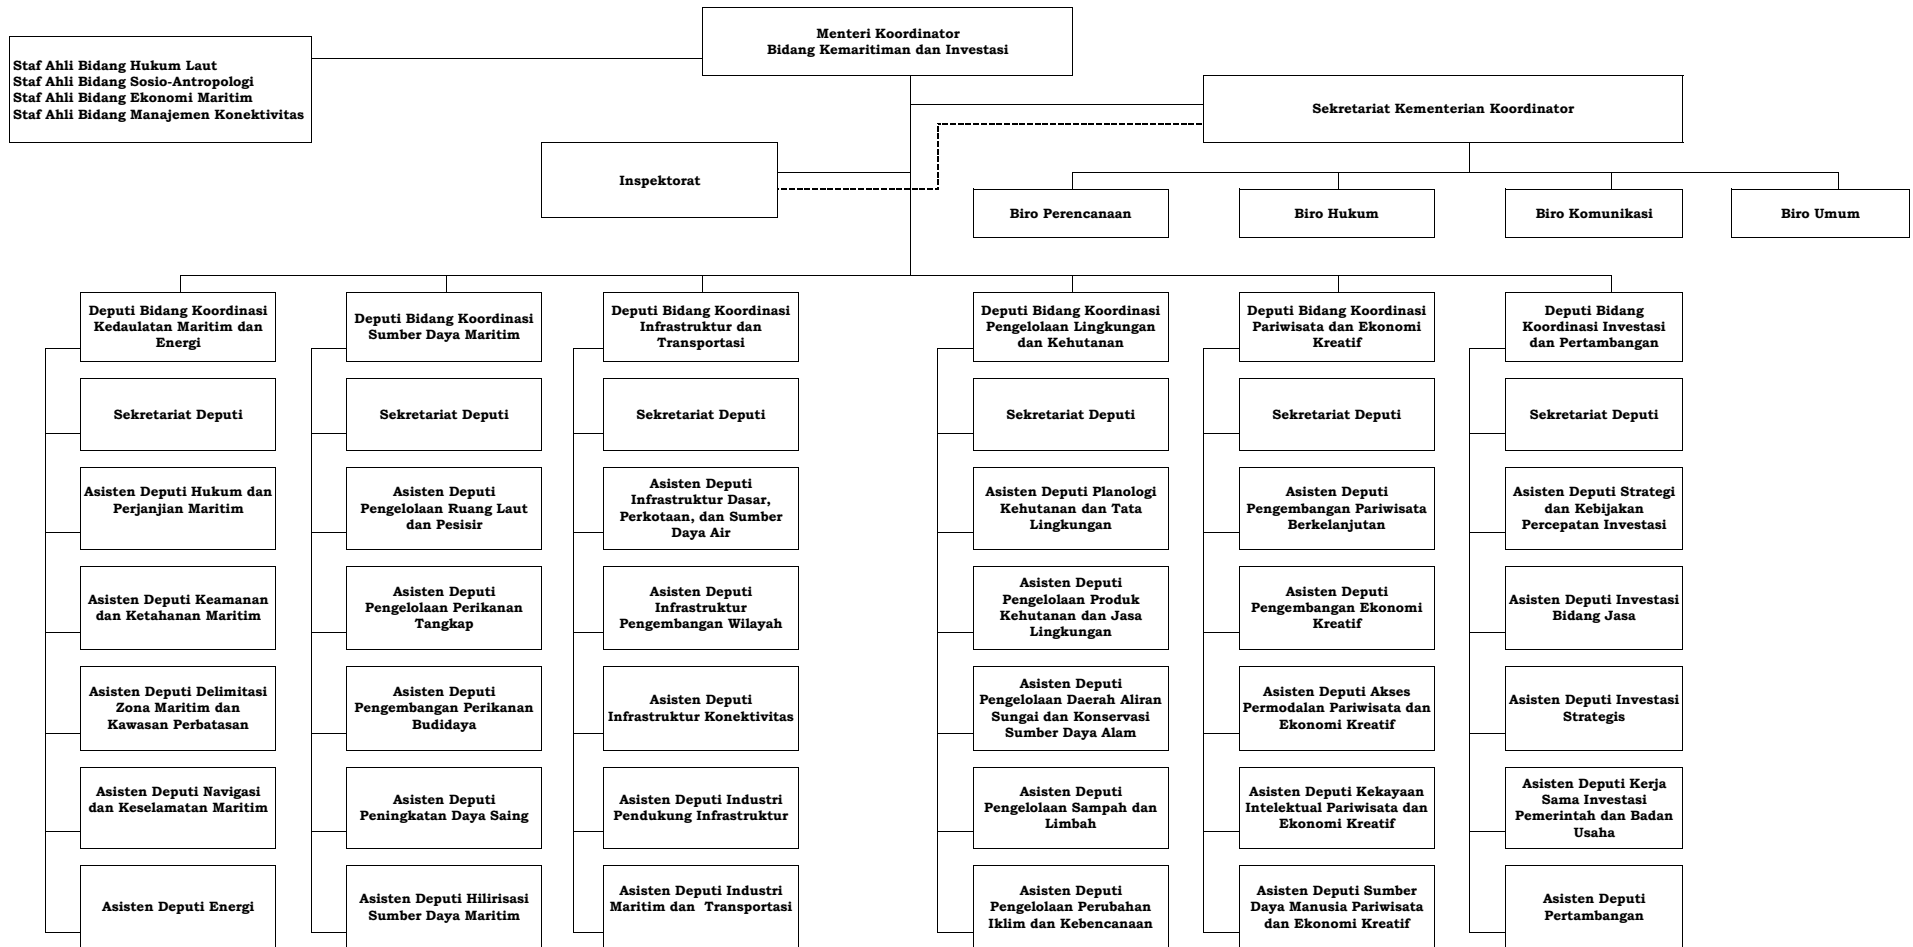 Menteri Koordinator
Bidang Kemaritiman dan Investasi
Staf Ahli Bidang Hukum Laut
Staf Ahli Bidang Sosio-Antropologi
Staf Ahli Bidang Ekonomi Maritim
Staf Ahli Bidang Manajemen Konektivitas
Sekretariat Kementerian Koordinator
Inspektorat
Biro Perencanaan
Biro Hukum
Biro Komunikasi
Biro Umum
Deputi Bidang Koordinasi
Kedaulatan Maritim dan
Energi
Sekretariat Deputi
Asisten Deputi Hukum dan
Perjanjian Maritim
Asisten Deputi Keamanan
dan Ketahanan Maritim
Asisten Deputi Delimitasi
Zona Maritim dan
Kawasan Perbatasan
Asisten Deputi Navigasi
dan Keselamatan Maritim
Asisten Deputi Energi
Deputi Bidang Koordinasi
Sumber Daya Maritim
Sekretariat Deputi
Asisten Deputi
Pengelolaan Ruang Laut
dan Pesisir
Asisten Deputi
Pengelolaan Perikanan
Tangkap
Asisten Deputi
Pengembangan Perikanan
Budidaya
Asisten Deputi
Peningkatan Daya Saing
Asisten Deputi Hilirisasi
Sumber Daya Maritim
Deputi Bidang Koordinasi
Infrastruktur dan
Transportasi
Sekretariat Deputi
Asisten Deputi
Infrastruktur Dasar,
Perkotaan, dan Sumber
Daya Air
Asisten Deputi
Infrastruktur
Pengembangan Wilayah
Asisten Deputi
Infrastruktur Konektivitas
Asisten Deputi Industri
Pendukung Infrastruktur
Asisten Deputi Industri
Maritim dan Transportasi
Deputi Bidang Koordinasi
Pengelolaan Lingkungan
dan Kehutanan
Sekretariat Deputi
Asisten Deputi Planologi
Kehutanan dan Tata
Lingkungan
Asisten Deputi
Pengelolaan Produk
Kehutanan dan Jasa
Lingkungan
Asisten Deputi
Pengelolaan Daerah Aliran
Sungai dan Konservasi
Sumber Daya Alam
Asisten Deputi
Pengelolaan Sampah dan
Limbah
Asisten Deputi
Pengelolaan Perubahan
Iklim dan Kebencanaan
Deputi Bidang Koordinasi
Pariwisata dan Ekonomi
Kreatif
Sekretariat Deputi
Asisten Deputi
Pengembangan Pariwisata
Berkelanjutan
Asisten Deputi
Pengembangan Ekonomi
Kreatif
Asisten Deputi Akses
Permodalan Pariwisata dan
Ekonomi Kreatif
Asisten Deputi Kekayaan
Intelektual Pariwisata dan
Ekonomi Kreatif
Asisten Deputi Sumber
Daya Manusia Pariwisata
dan Ekonomi Kreatif
Deputi Bidang
Koordinasi Investasi
dan Pertambangan
Sekretariat Deputi
Asisten Deputi Strategi
dan Kebijakan
Percepatan Investasi
Asisten Deputi Investasi
Bidang Jasa
Asisten Deputi Investasi
Strategis
Asisten Deputi Kerja
Sama Investasi
Pemerintah dan Badan
Usaha
Asisten Deputi
Pertambangan